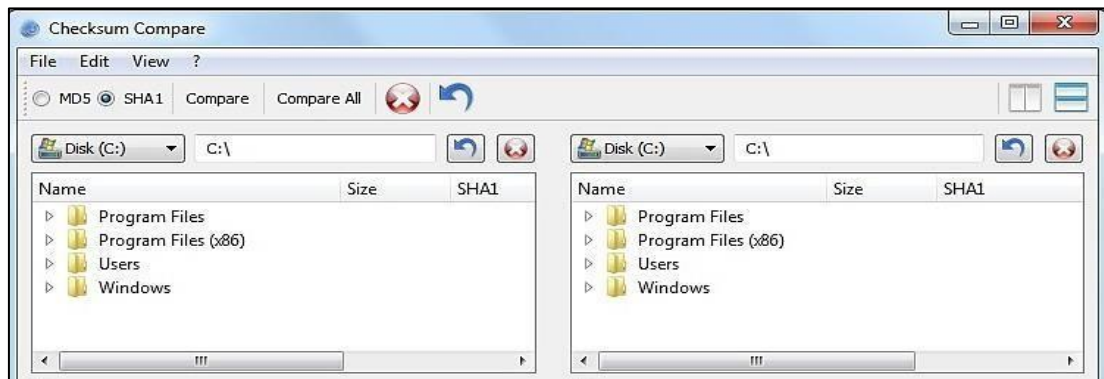 Checksum Compare
File Edit View ?
MD5 SHA1 Compare Compare All
Disk (C:) C:\ Disk (C:) C:\
Name Size SHA1 Name Size SHA1
Program Files Program Files
Program Files (x86) Program Files (x86)
Users Users
Windows Windows